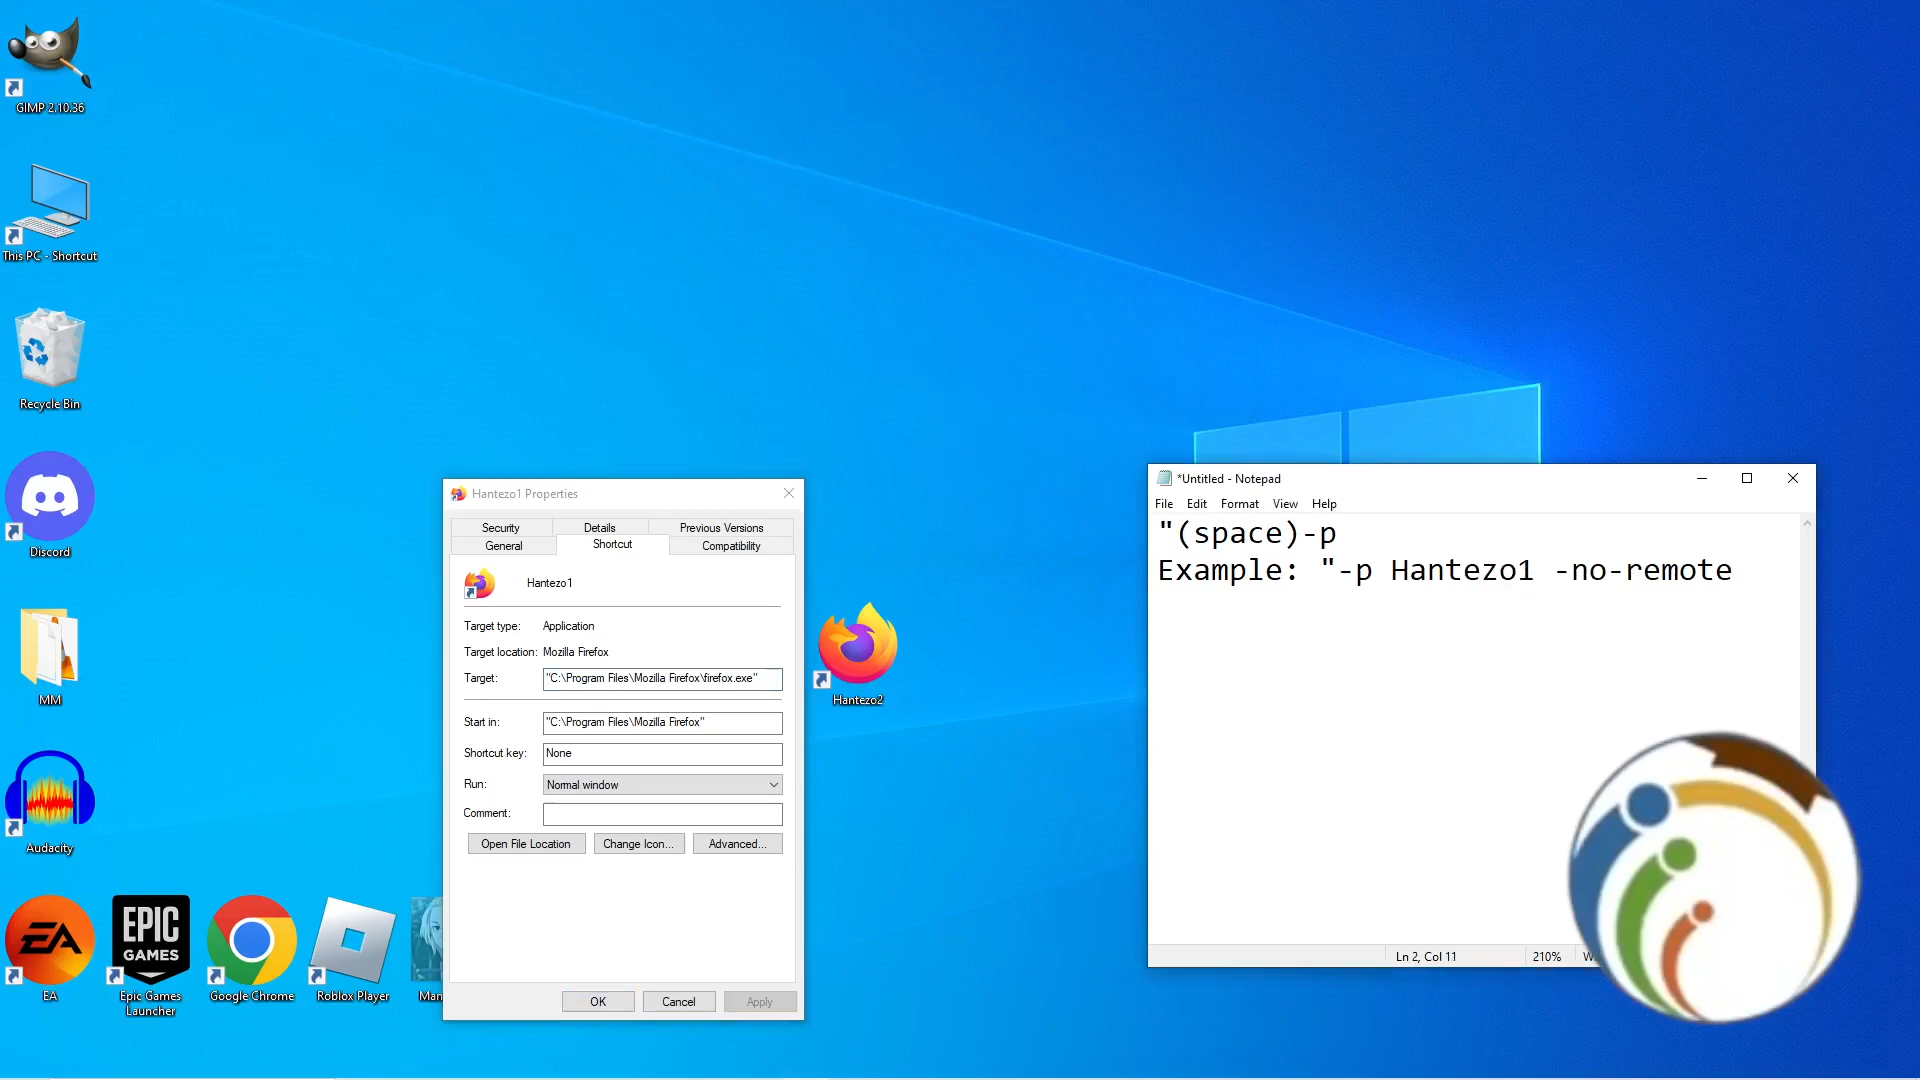 GIMP 2.10.36
This PC - Shortcut
Recycle Bin
Discord
MM
Audacity
EA
EPIC
GAMES
Epic Games
Launcher
Google Chrome
Roblox Player
Man
Hantezo1 Properties
Security Details Previous Versions
General Shortcut Compatibility
Hantezo1
Target type: Application
Target location: Mozilla Firefox
Target: "C:\Program Files\Mozilla Firefox\firefox.exe"
Start in: "C:\Program Files\Mozilla Firefox"
Shortcut key: None
Run: Normal window
Comment:
Open File Location Change Icon... Advanced...
OK Cancel Apply
Hantezo2
*Untitled - Notepad
File Edit Format View Help
"(space)-p
Example: "-p Hantezo1 -no-remote
Ln 2, Col 11 210%